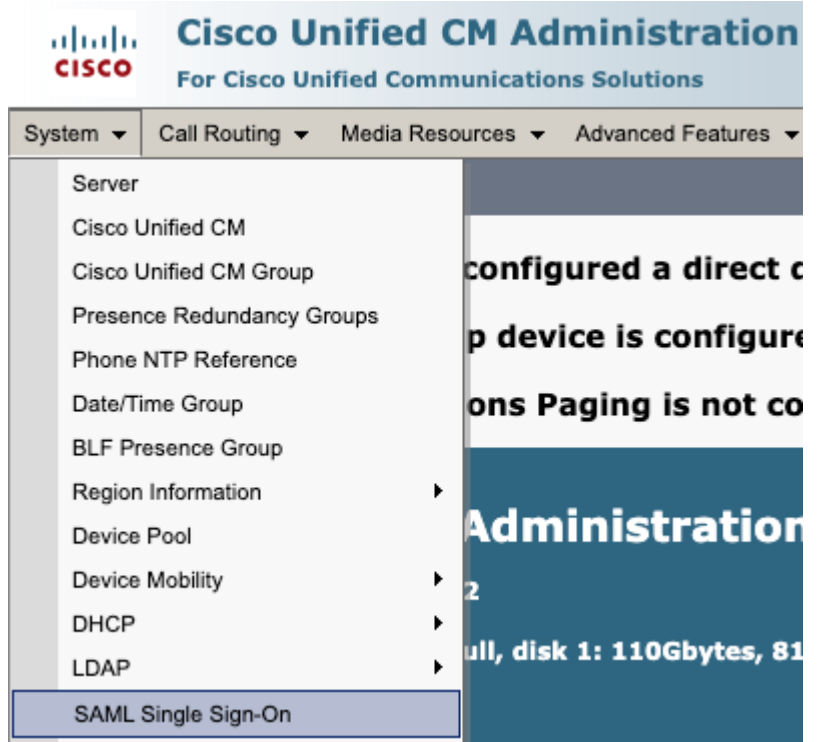 CISCO
Cisco Unified CM Administration
For Cisco Unified Communications Solutions
System Call Routing Media Resources Advanced Features
Server
Cisco Unified CM
Cisco Unified CM Group
configured a direct
Presence Redundancy Groups
p device is configure
Phone NTP Reference
Date/Time Group
ons Paging is not co
BLF Presence Group
Region Information
Device Pool
Administration
Device Mobility
2
DHCP
ull, disk 1: 110Gbytes, 81
LDAP
SAML Single Sign-On